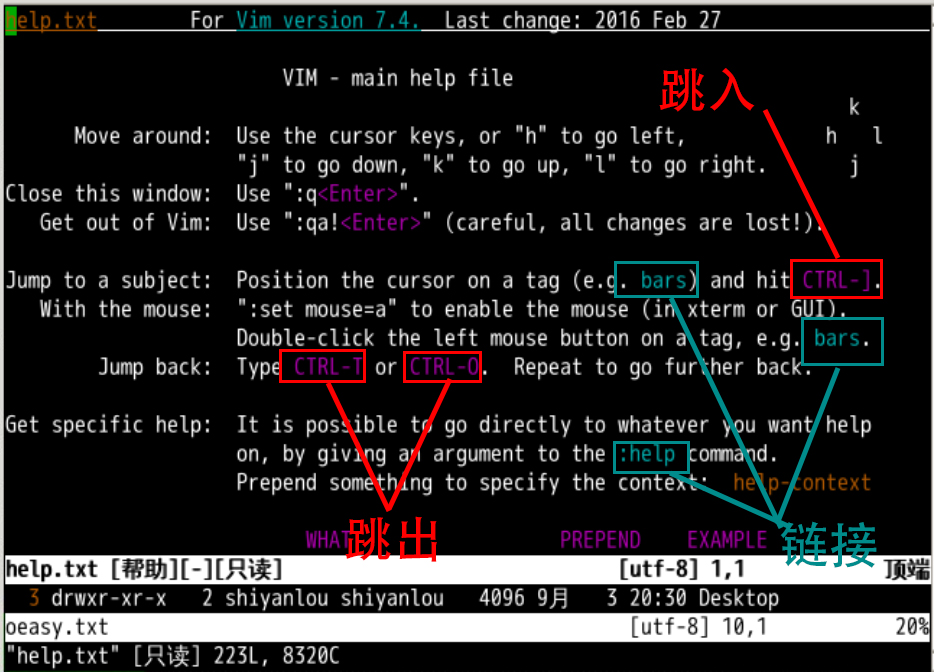 help.txt For Vim version 7.4. Last change: 2016 Feb 27
VIM - main help file
跳入
k
Move around: Use the cursor keys, or "h" to go left, h l
"j" to go down, "k" to go up, "l" to go right. j
Close this window: Use ":q<Enter>".
Get out of Vim: Use ":qa!<Enter>" (careful, all changes are lost!).
Jump to a subject: Position the cursor on a tag (e.g. bars) and hit CTRL-].
With the mouse: ":set mouse=a" to enable the mouse (in xterm or GUI).
Double-click the left mouse button on a tag, e.g. bars.
Jump back: Type CTRL-T or CTRL-O. Repeat to go further back.
Get specific help: It is possible to go directly to whatever you want help
on, by giving an argument to the :help command.
Prepend something to specify the context: help-context
WHAT PREPEND EXAMPLE
跳出
链接
help.txt [帮助][-][只读] [utf-8] 1,1 顶端
3 drwxr-xr-x 2 shiyanlou shiyanlou 4096 9月 3 20:30 Desktop
oeasy.txt [utf-8] 10,1 20%
"help.txt" [只读] 223L, 8320C